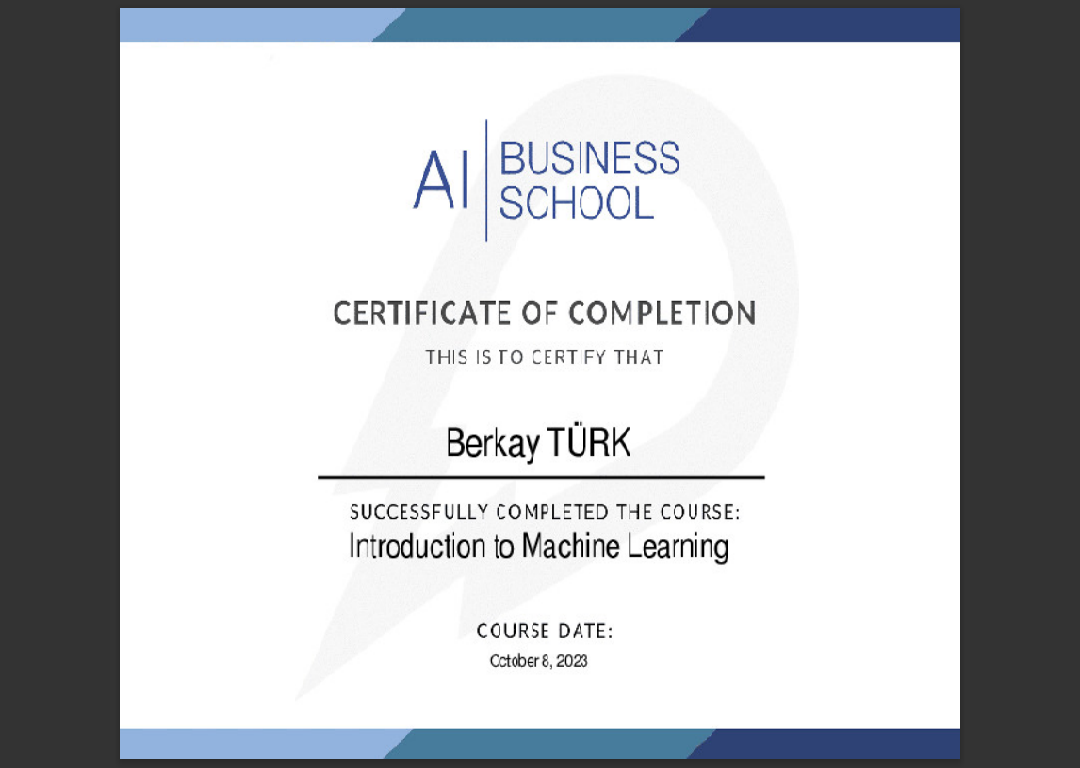 AI BUSINESS
SCHOOL
CERTIFICATE OF COMPLETION
THIS IS TO CERTIFY THAT
Berkay TÜRK
SUCCESSFULLY COMPLETED THE COURSE:
Introduction to Machine Learning
COURSE DATE:
October 8, 2023